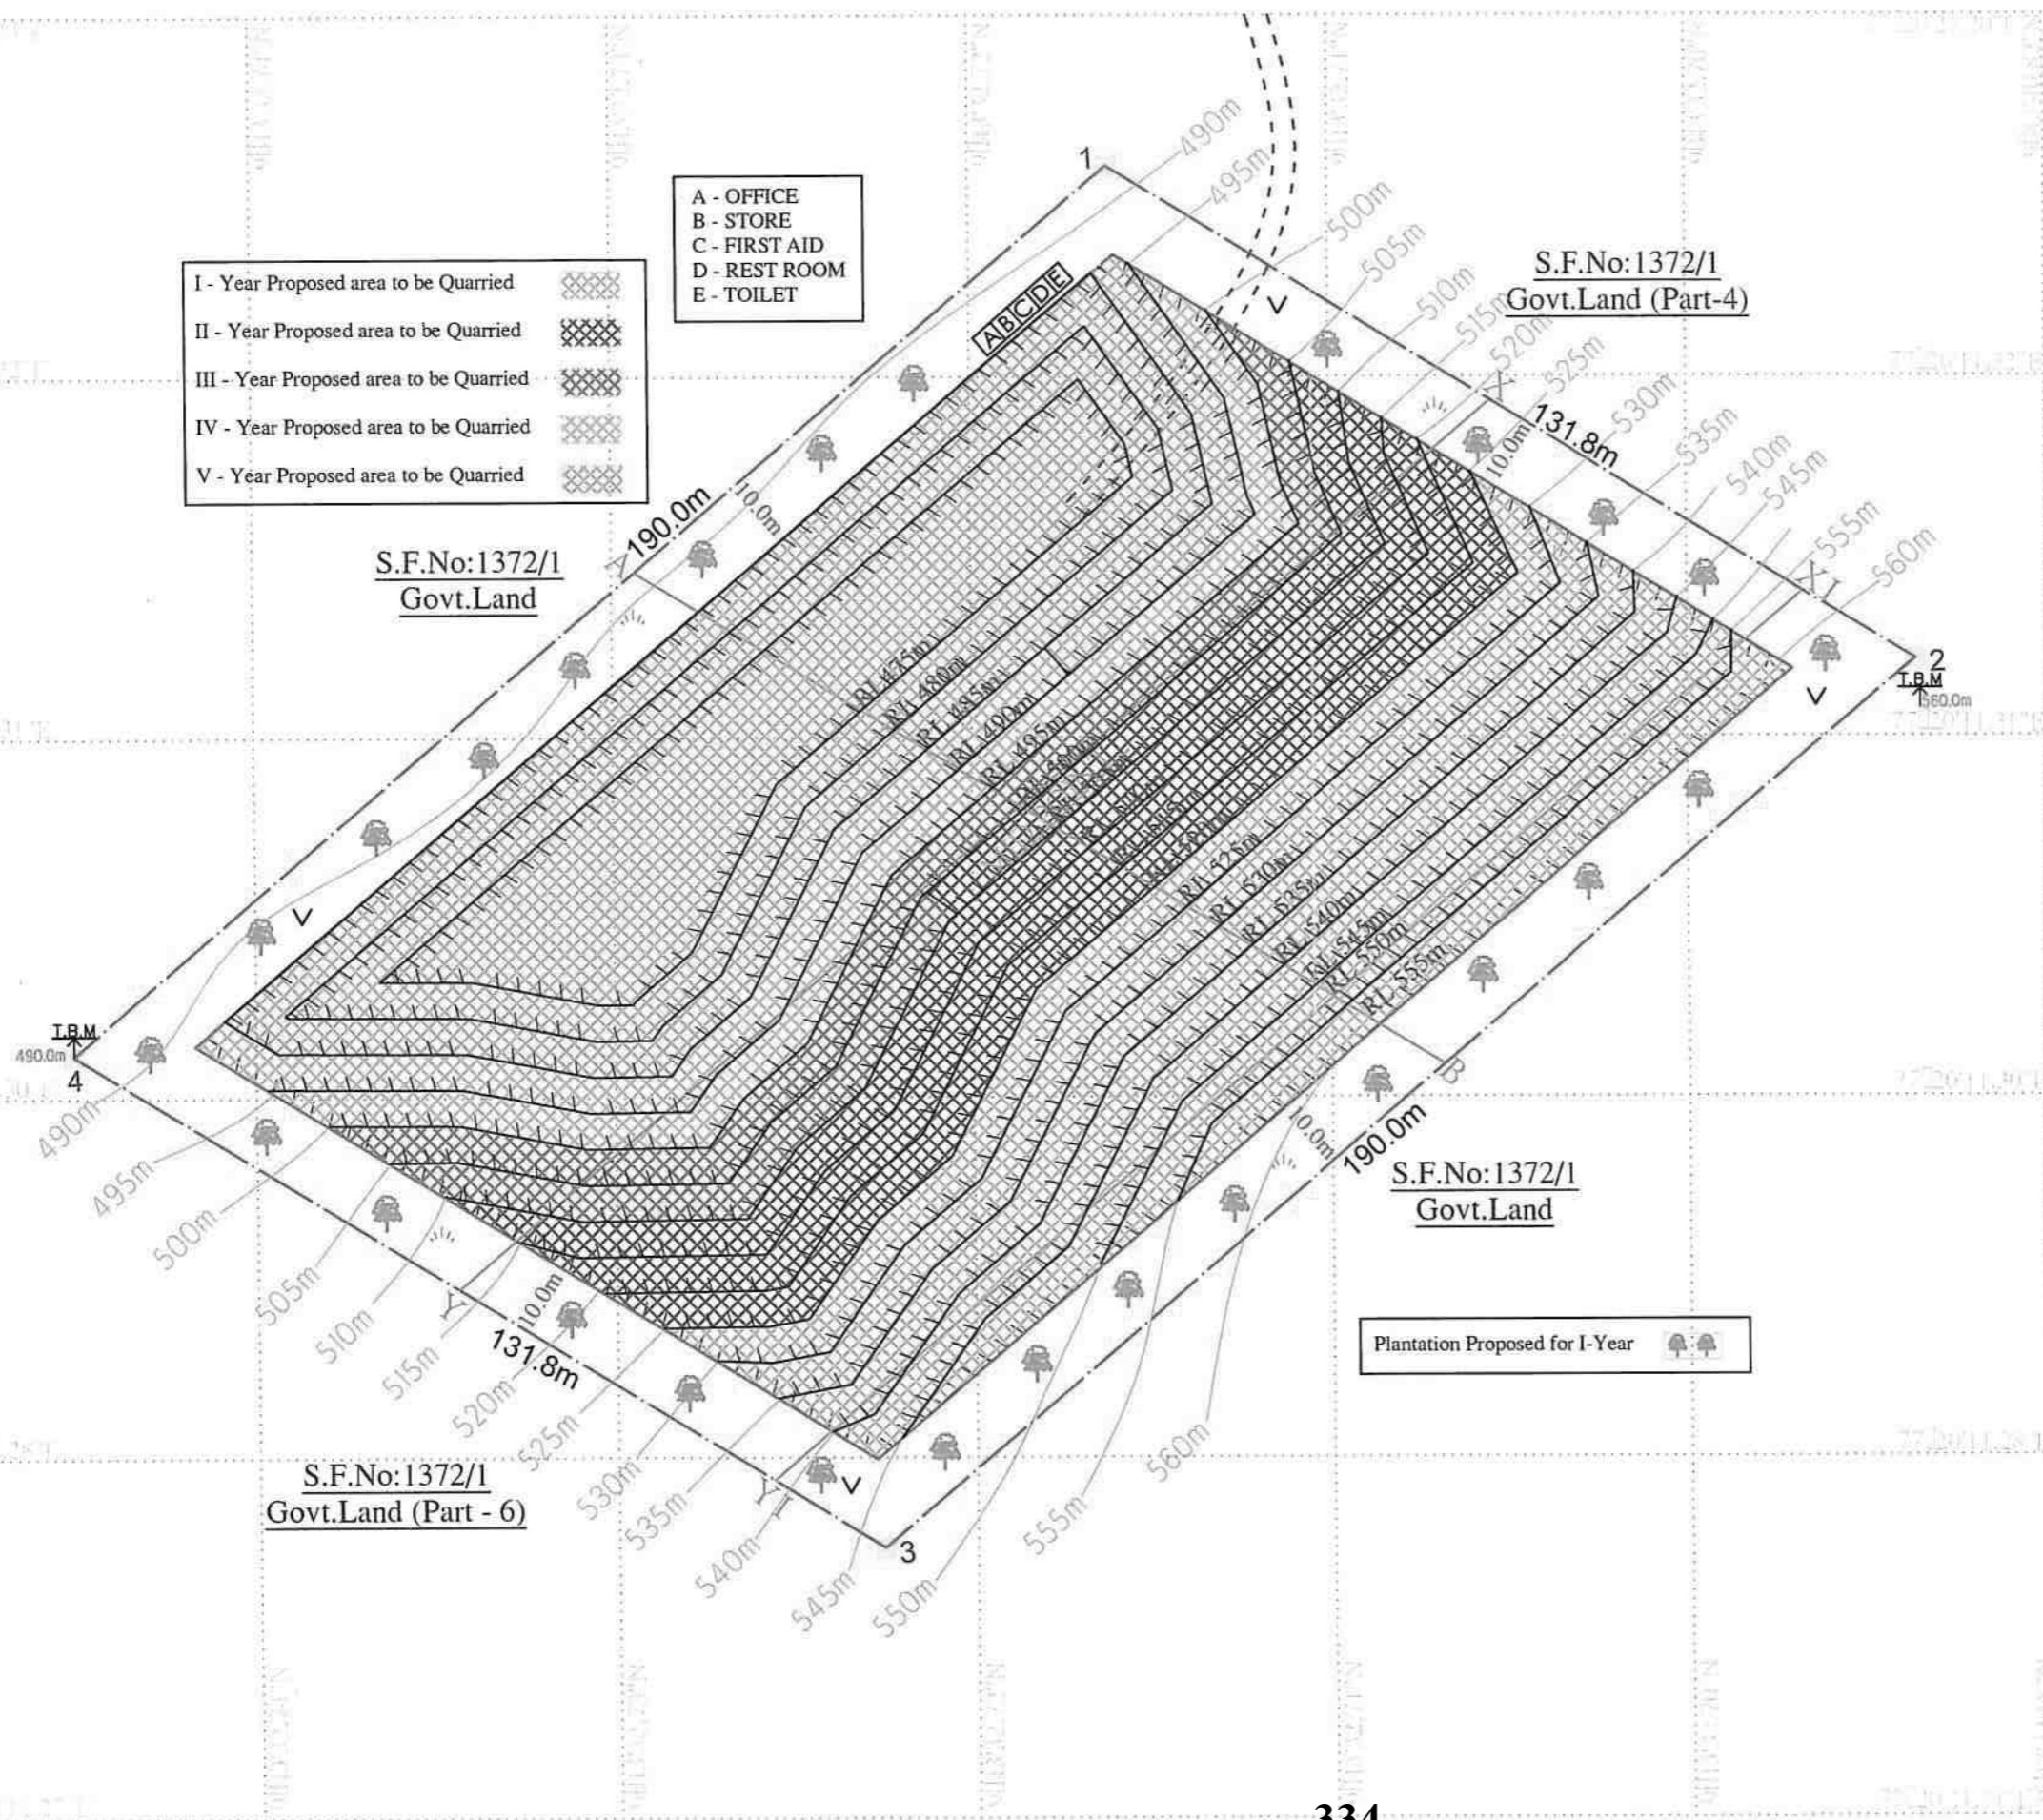 490m
495m
500m
505m
510m
515m
520m
525m
530m
535m
540m
545m
555m
560m
1
A - OFFICE
B - STORE
C - FIRST AID
D - REST ROOM
E - TOILET
I - Year Proposed area to be Quarried
II - Year Proposed area to be Quarried
III - Year Proposed area to be Quarried
IV - Year Proposed area to be Quarried
V - Year Proposed area to be Quarried
S.F.No:1372/1
Govt.Land (Part-4)
A B C D E
V
X
131.8m
10.0m
190.0m
10.0m
A
S.F.No:1372/1
Govt.Land
XI
2
T.B.M
560.0m
V
RL 475m
RL 480m
RL 485m
RL 490m
RL 495m
RL 525m
RL 530m
RL 535m
RL 540m
RL 545m
RL 550m
RL 555m
V
T.B.M
490.0m
4
B
10.0m
190.0m
S.F.No:1372/1
Govt.Land
490m
495m
500m
505m
510m
515m
520m
525m
530m
535m
540m
545m
550m
555m
560m
Y
10.0m
131.8m
Plantation Proposed for I-Year
S.F.No:1372/1
Govt.Land (Part - 6)
YI
V
3
334